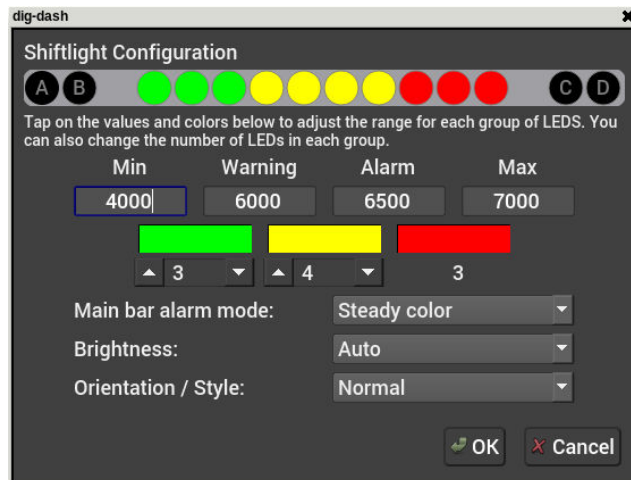 dig-dash
Shiftlight Configuration
A B C D
Tap on the values and colors below to adjust the range for each group of LEDS. You
can also change the number of LEDs in each group.
Min Warning Alarm Max
4000 6000 6500 7000
3 4 3
Main bar alarm mode: Steady color
Brightness: Auto
Orientation / Style: Normal
OK Cancel